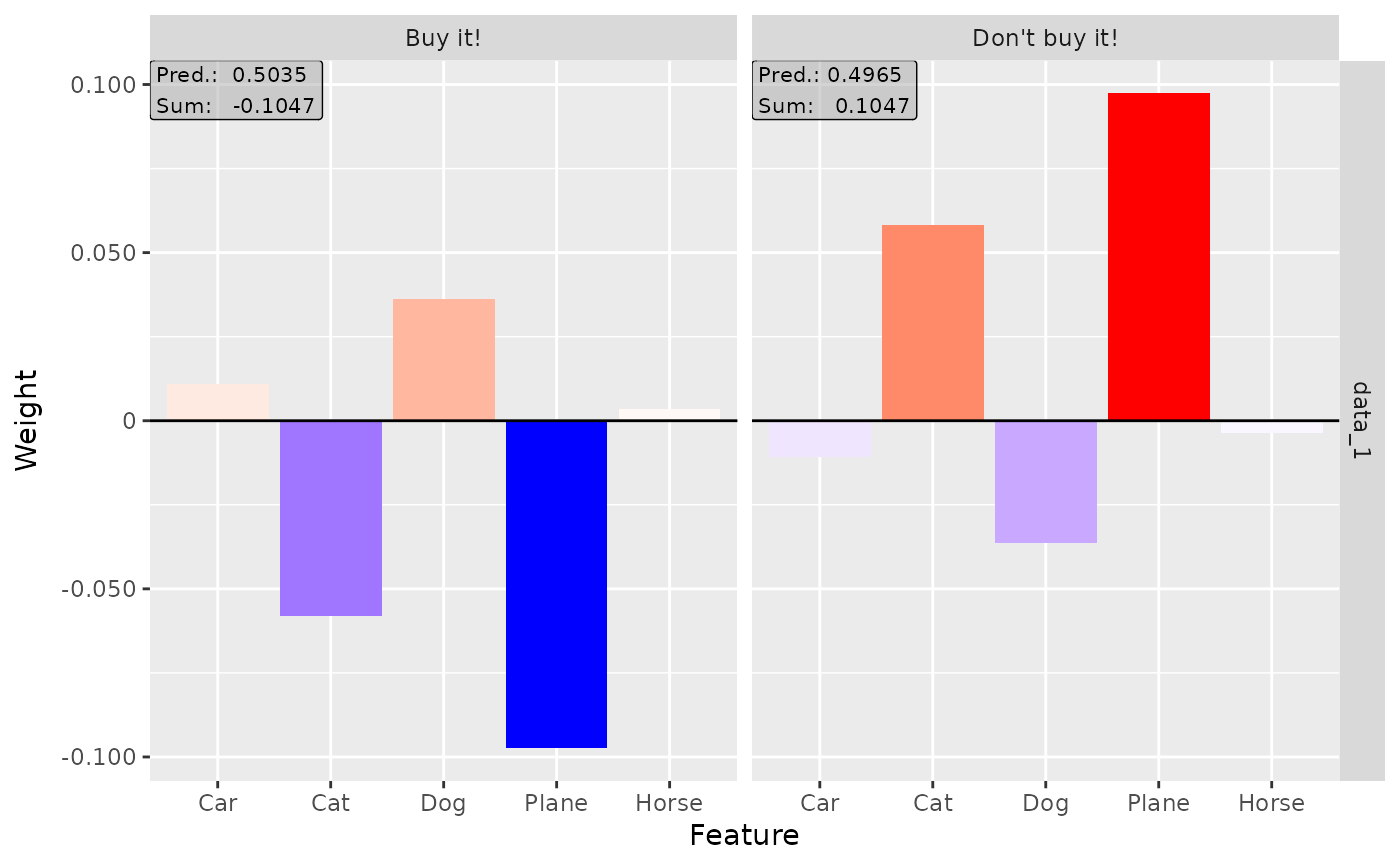 Buy it!
Don't buy it!
Pred.: 0.5035
Sum: -0.1047
Pred.: 0.4965
Sum: 0.1047
0.100
0.050
0
-0.050
-0.100
Weight
data_1
Car Cat Dog Plane Horse
Car Cat Dog Plane Horse
Feature